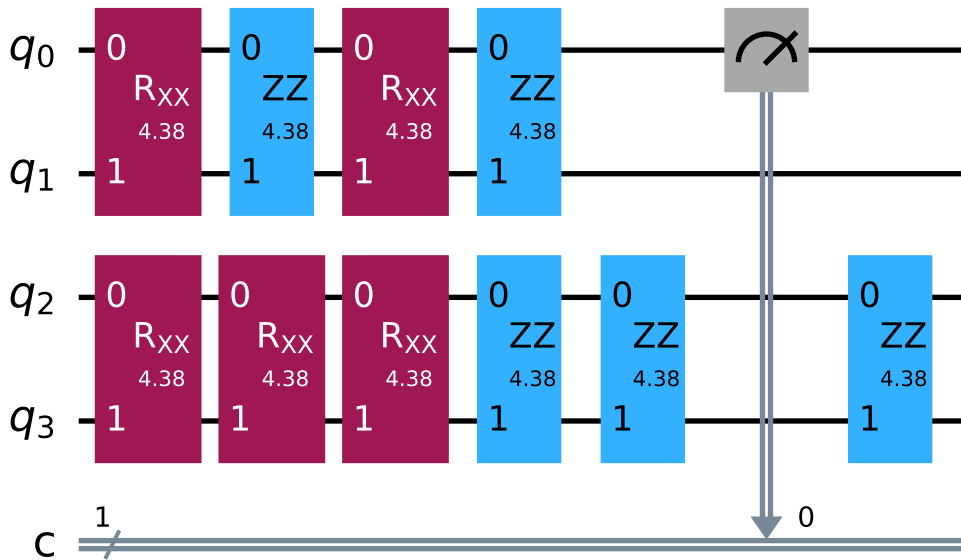 q0 0 0 0 0
RXX ZZ RXX ZZ
4.38 4.38 4.38 4.38
q1 1 1 1 1
q2 0 0 0 0 0 0
RXX RXX RXX ZZ ZZ ZZ
4.38 4.38 4.38 4.38 4.38 4.38
q3 1 1 1 1 1 1
1 0
c